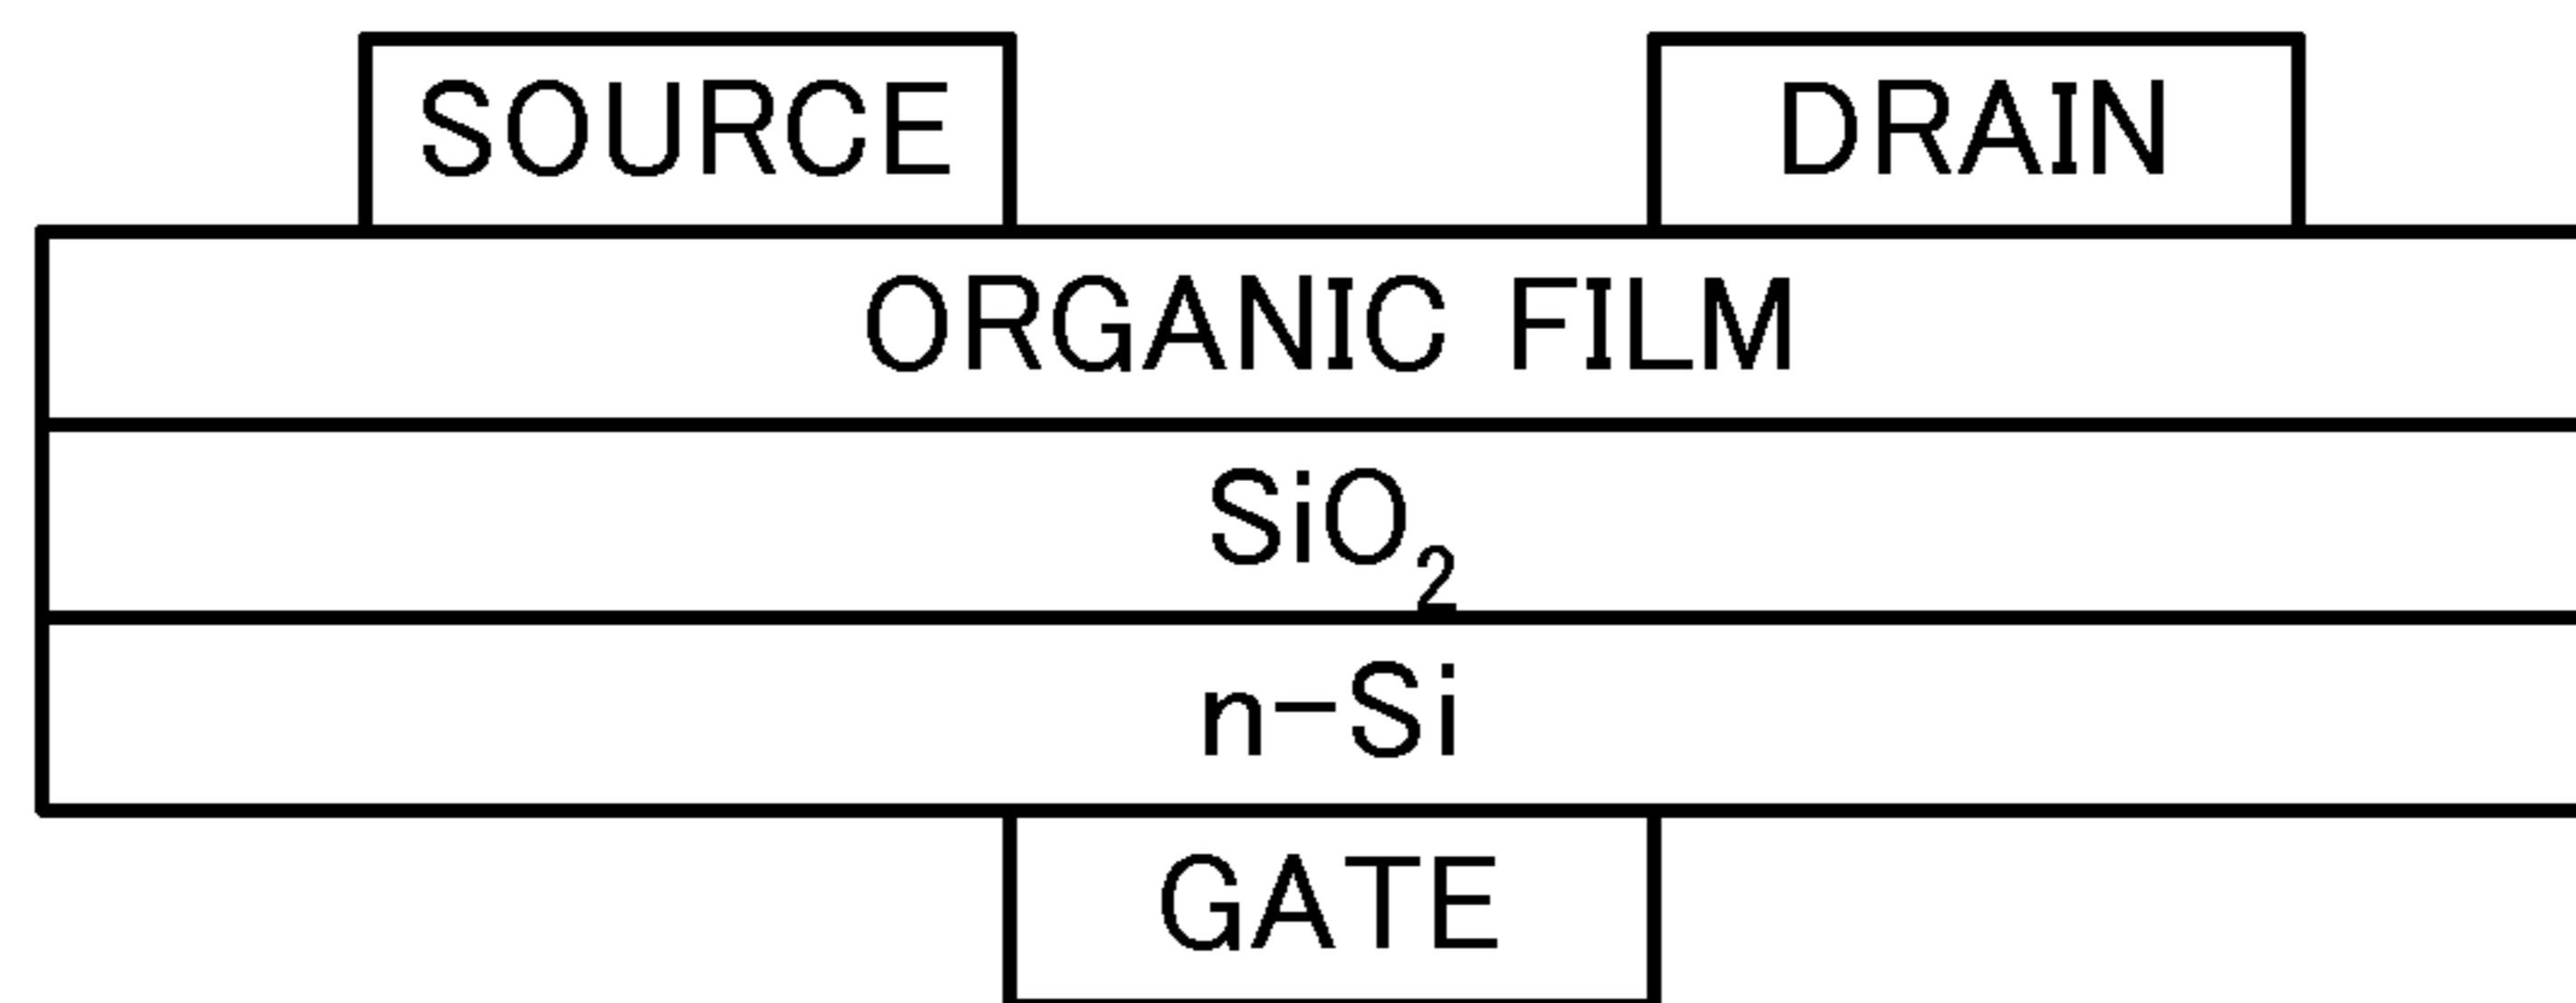 SOURCE DRAIN
ORGANIC FILM
SiO₂
n-Si
GATE